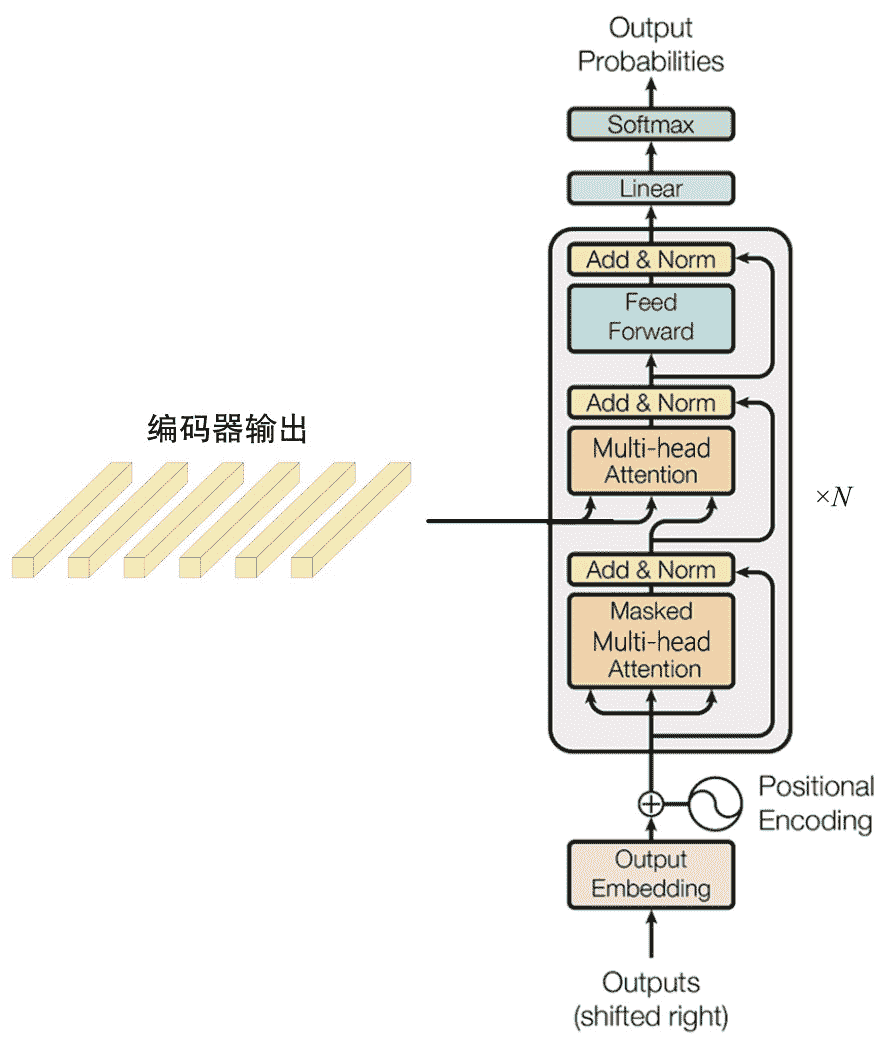 Output
Probabilities
Softmax
Linear
Add & Norm
Feed
Forward
Add & Norm
编码器输出
Multi-head
Attention
×N
Add & Norm
Masked
Multi-head
Attention
Positional
Encoding
Output
Embedding
Outputs
(shifted right)